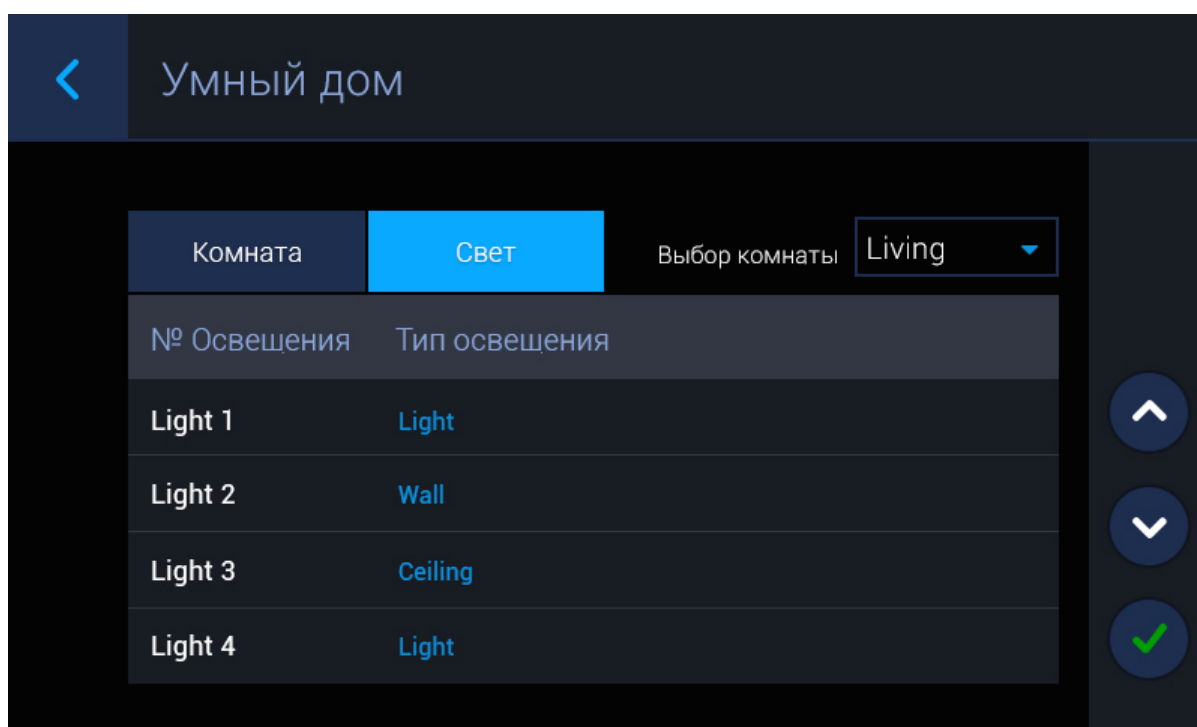 Умный дом
Комната Свет Выбор комнаты Living
№ Освещения Тип освещения
Light 1 Light
Light 2 Wall
Light 3 Ceiling
Light 4 Light